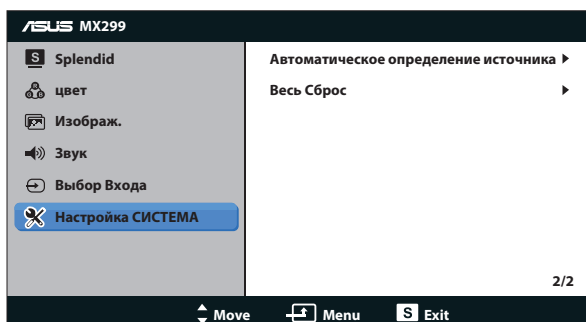 ASUS MX299
S Splendid
цвет
Изображ.
Звук
Выбор Входа
Настройка СИСТЕМА
Автоматическое определение источника
Весь Сброс
2/2
Move Menu S Exit